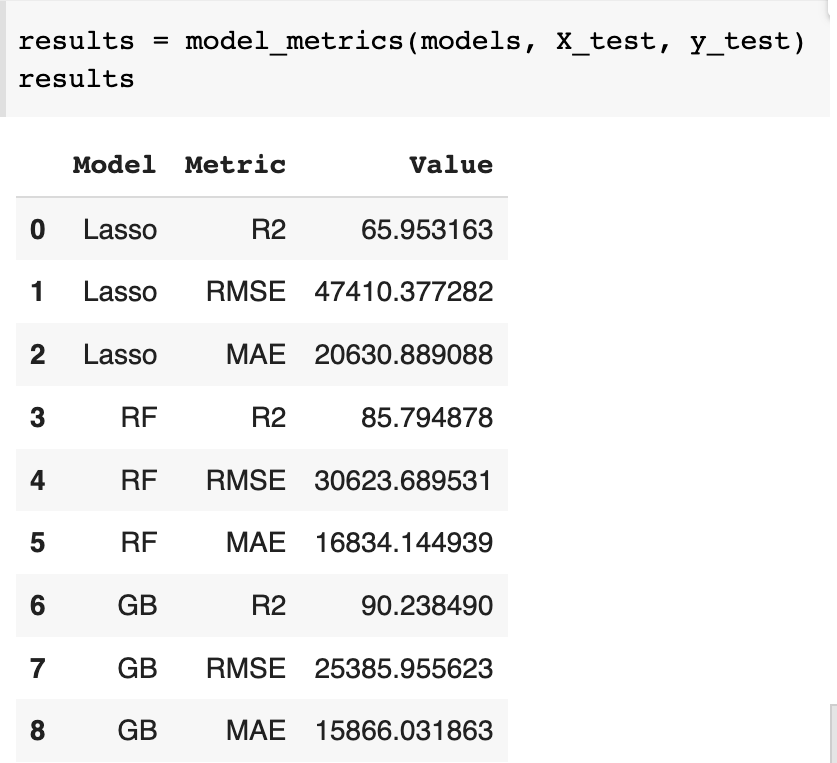 results = model_metrics(models, X_test, y_test)
results
Model Metric Value
0 Lasso R2 65.953163
1 Lasso RMSE 47410.377282
2 Lasso MAE 20630.889088
3 RF R2 85.794878
4 RF RMSE 30623.689531
5 RF MAE 16834.144939
6 GB R2 90.238490
7 GB RMSE 25385.955623
8 GB MAE 15866.031863